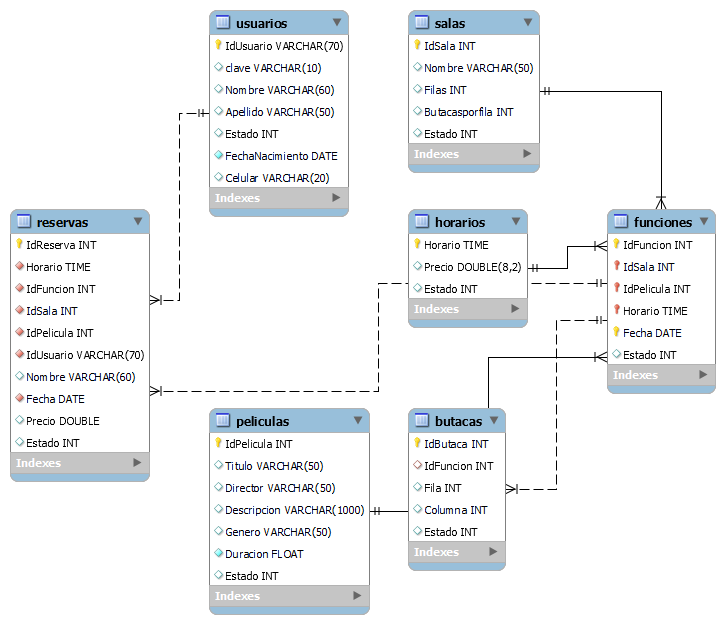 usuarios
IdUsuario VARCHAR(70)
clave VARCHAR(10)
Nombre VARCHAR(60)
Apellido VARCHAR(50)
Estado INT
FechaNacimiento DATE
Celular VARCHAR(20)
Indexes
salas
IdSala INT
Nombre VARCHAR(50)
Filas INT
Butacasporfila INT
Estado INT
Indexes
reservas
IdReserva INT
Horario TIME
IdFuncion INT
IdSala INT
IdPelicula INT
IdUsuario VARCHAR(70)
Nombre VARCHAR(60)
Fecha DATE
Precio DOUBLE
Estado INT
Indexes
horarios
Horario TIME
Precio DOUBLE(8,2)
Estado INT
Indexes
funciones
IdFuncion INT
IdSala INT
IdPelicula INT
Horario TIME
Fecha DATE
Estado INT
Indexes
peliculas
IdPelicula INT
Titulo VARCHAR(50)
Director VARCHAR(50)
Descripcion VARCHAR(1000)
Genero VARCHAR(50)
Duracion FLOAT
Estado INT
Indexes
butacas
IdButaca INT
IdFuncion INT
Fila INT
Columna INT
Estado INT
Indexes